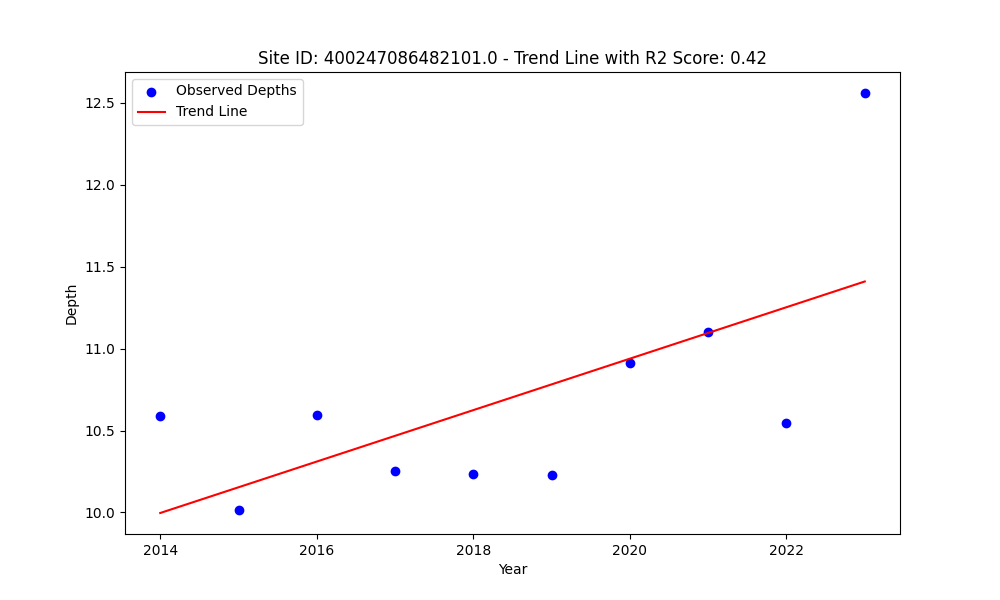 Site ID: 400247086482101.0 - Trend Line with R2 Score: 0.42
Observed Depths
Trend Line
12.5
12.0
11.5
11.0
10.5
10.0
Depth
2014
2016
2018
2020
2022
Year